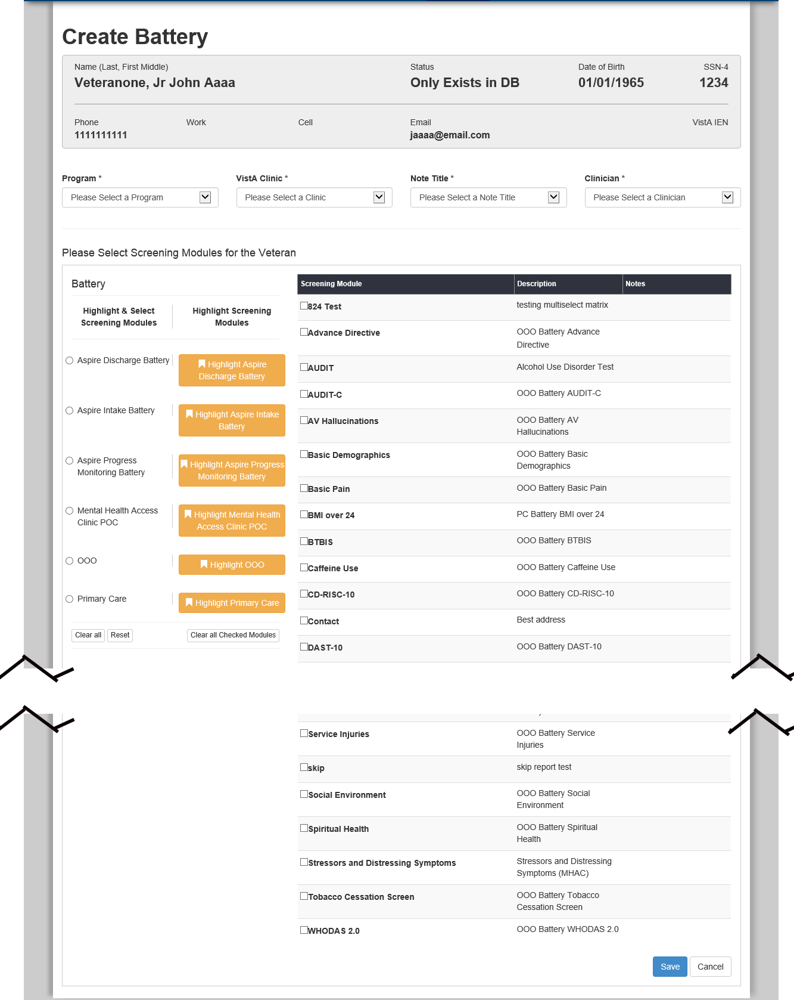 Create Battery
Name (Last, First Middle)
Status
Date of Birth
SSN-4
Veteranone, Jr John Aaaa
Only Exists in DB
01/01/1965
1234
Phone
Work
Cell
Email
VistA IEN
1111111111
jaaaa@email.com
Program *
VistA Clinic *
Note Title *
Clinician *
Please Select a Program
Please Select a Clinic
Please Select a Note Title
Please Select a Clinician
Please Select Screening Modules for the Veteran
Battery
Highlight & Select
Screening Modules
Highlight Screening
Modules
Aspire Discharge Battery
Highlight Aspire
Discharge Battery
Aspire Intake Battery
Highlight Aspire Intake
Battery
Aspire Progress
Monitoring Battery
Highlight Aspire Progress
Monitoring Battery
Mental Health Access
Clinic POC
Highlight Mental Health
Access Clinic POC
OOO
Highlight OOO
Primary Care
Highlight Primary Care
Clear all
Reset
Clear all Checked Modules
Screening Module
Description
Notes
824 Test
testing multiselect matrix
Advance Directive
OOO Battery Advance
Directive
AUDIT
Alcohol Use Disorder Test
AUDIT-C
OOO Battery AUDIT-C
AV Hallucinations
OOO Battery AV
Hallucinations
Basic Demographics
OOO Battery Basic
Demographics
Basic Pain
OOO Battery Basic Pain
BMI over 24
PC Battery BMI over 24
BTBIS
OOO Battery BTBIS
Caffeine Use
OOO Battery Caffeine Use
CD-RISC-10
OOO Battery CD-RISC-10
Contact
Best address
DAST-10
OOO Battery DAST-10
Service Injuries
OOO Battery Service
Injuries
skip
skip report test
Social Environment
OOO Battery Social
Environment
Spiritual Health
OOO Battery Spiritual
Health
Stressors and Distressing Symptoms
Stressors and Distressing
Symptoms (MHAC)
Tobacco Cessation Screen
OOO Battery Tobacco
Cessation Screen
WHODAS 2.0
OOO Battery WHODAS 2.0
Save
Cancel